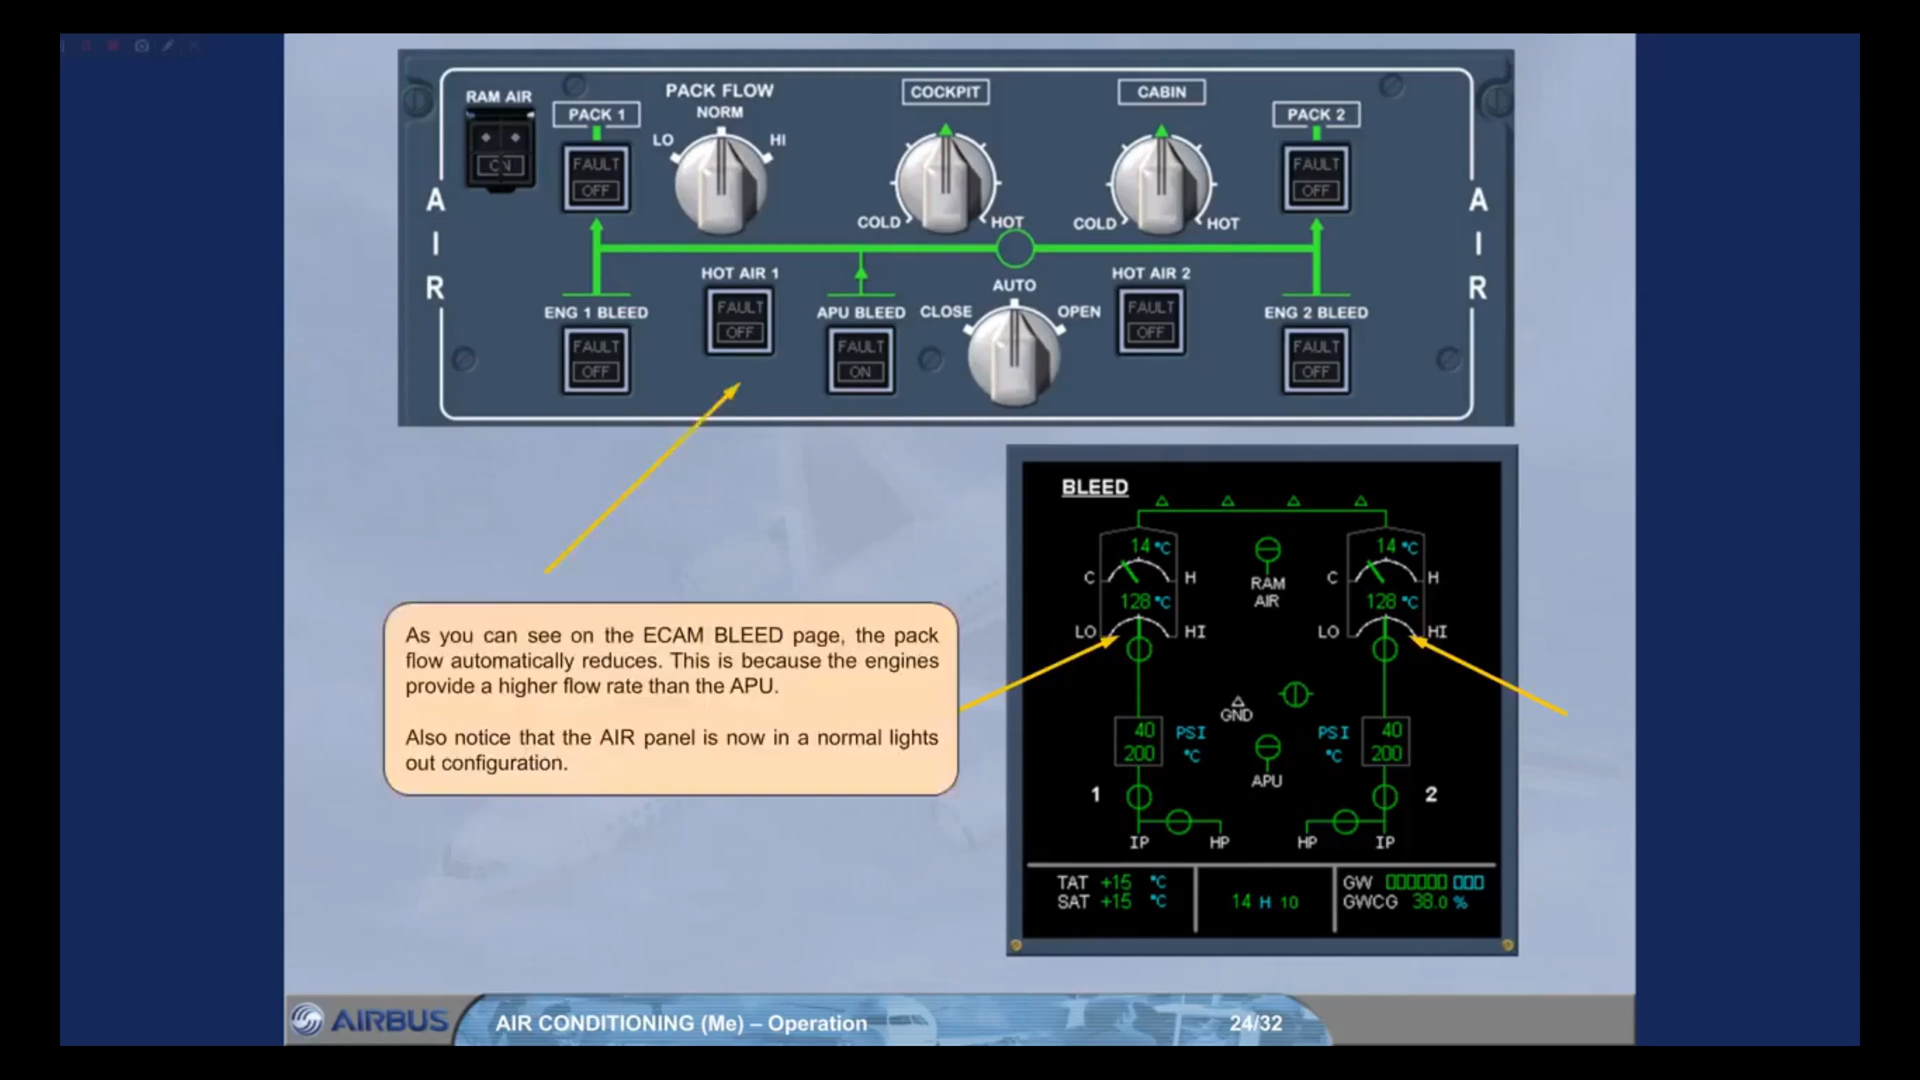 RAM AIR
ON
PACK 1
FAULT
OFF
PACK FLOW
NORM
LO
HI
COCKPIT
COLD
HOT
CABIN
COLD
HOT
PACK 2
FAULT
OFF
A
I
R
A
I
R
ENG 1 BLEED
FAULT
OFF
HOT AIR 1
FAULT
OFF
APU BLEED
FAULT
ON
AUTO
CLOSE
OPEN
HOT AIR 2
FAULT
OFF
ENG 2 BLEED
FAULT
OFF
As you can see on the ECAM BLEED page, the pack
flow automatically reduces. This is because the engines
provide a higher flow rate than the APU.
Also notice that the AIR panel is now in a normal lights
out configuration.
BLEED
14 °C
C
H
128 °C
LO
HI
RAM
AIR
14 °C
C
H
128 °C
LO
HI
GND
40
PSI
200
°C
PSI
40
°C
200
APU
1
2
IP
HP
HP
IP
TAT +15 °C
SAT +15 °C
14 H 10
GW
GWCG 38.0 %
AIRBUS
AIR CONDITIONING (Me) – Operation
24/32